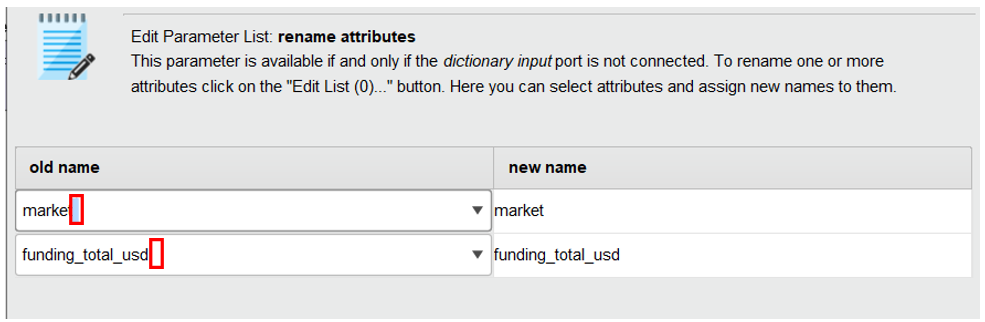 Edit Parameter List: rename attributes
This parameter is available if and only if the dictionary input port is not connected. To rename one or more
attributes click on the "Edit List (0)..." button. Here you can select attributes and assign new names to them.
old name new name
market market
funding_total_usd funding_total_usd